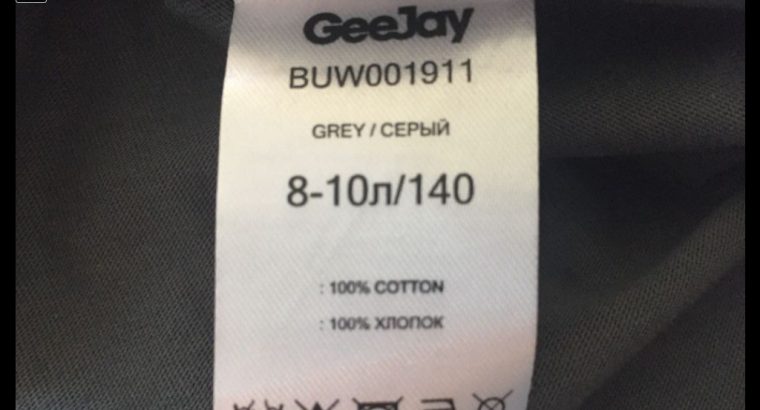 GeeJay
BUW001911
GREY / СЕРЫЙ
8-10л/140
: 100% COTTON
: 100% ХЛОПОК